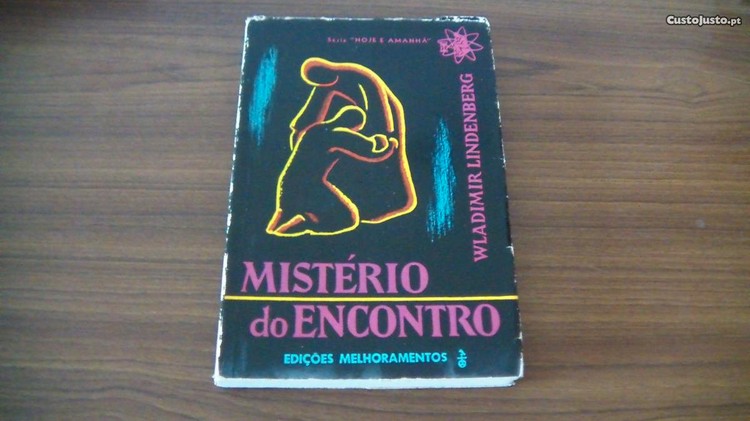 CustoJusto.pt
Série "HOJE E AMANHÃ"
WLADIMIR LINDENBERG
MISTÉRIO
do ENCONTRO
EDIÇÕES MELHORAMENTOS